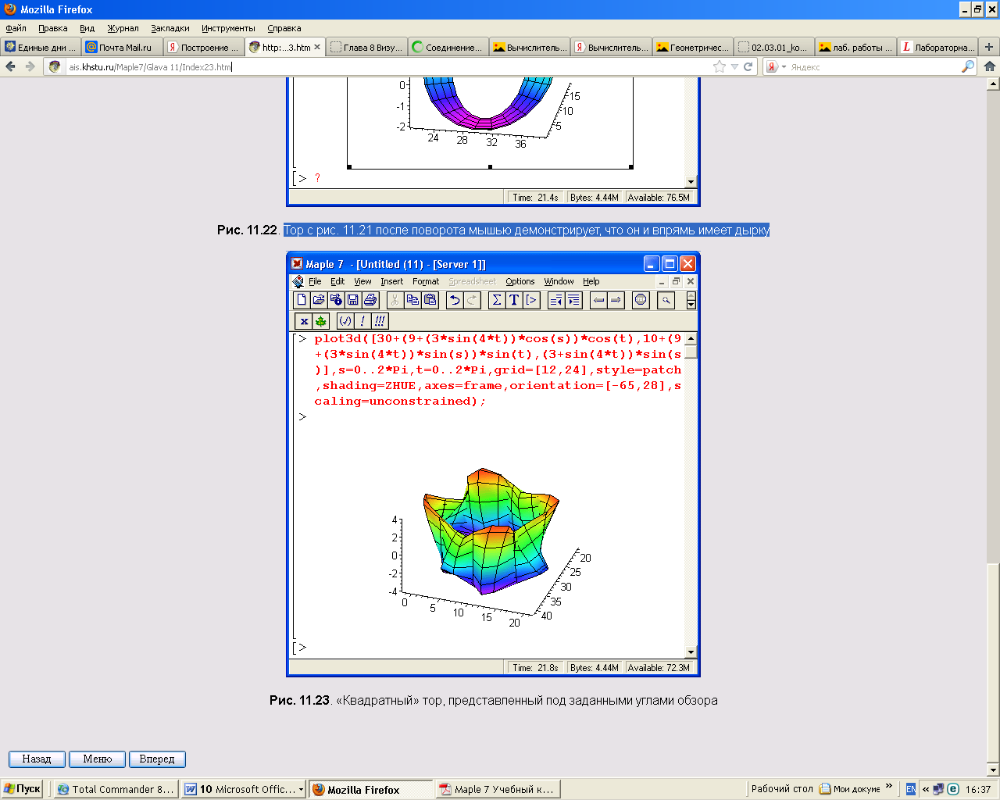 Mozilla Firefox
Файл Правка Вид Журнал Закладки Инструменты Справка
Единые дни ... Почта Mail.ru Построение ... http:...3.htm Глава 8 Визу... Соединение... Вычислитель... Вычислитель... Геометричес... 02.03.01_ко... лаб. работы ... Лабораторна...
ais.khstu.ru/Maple7/Glava 11/Index23.htm Яндекс
0
-1
-2
24 28 32 36
5 10 15
[> ?
Time: 21.4s Bytes: 4.44M Available: 76.5M
Рис. 11.22. Тор с рис. 11.21 после поворота мышью демонстрирует, что он и впрямь имеет дырку
Maple 7 - [Untitled (11) - [Server 1]]
File Edit View Insert Format Spreadsheet Options Window Help
Σ T [>
x (√) ! !!!
> plot3d([30+(9+(3*sin(4*t))*cos(s))*cos(t),10+(9
+(3*sin(4*t))*sin(s))*sin(t),(3+sin(4*t))*sin(s
)],s=0..2*Pi,t=0..2*Pi,grid=[12,24],style=patch
,shading=ZHUE,axes=frame,orientation=[-65,28],s
caling=unconstrained);
>
4
2
0
-2
-4
0 5 10 15 20
20 25 30 35 40
[>
Time: 21.8s Bytes: 4.44M Available: 72.3M
Рис. 11.23. «Квадратный» тор, представленный под заданными углами обзора
Назад Меню Вперед
Пуск Total Commander 8... 10 Microsoft Offic... Mozilla Firefox Maple 7 Учебный к... Рабочий стол Мои докуме » EN « 16:37